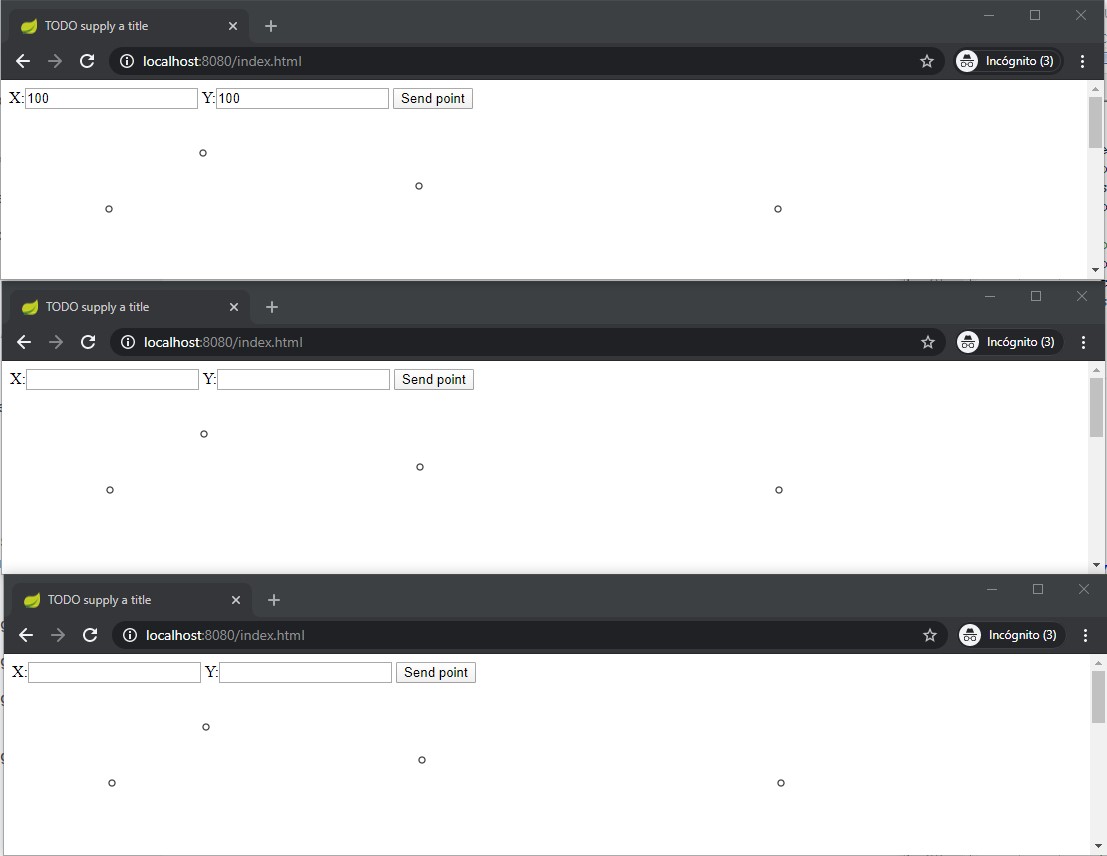 TODO supply a title
localhost:8080/index.html
Incógnito (3)
X:100 Y:100 Send point
TODO supply a title
localhost:8080/index.html
Incógnito (3)
X: Y: Send point
TODO supply a title
localhost:8080/index.html
Incógnito (3)
X: Y: Send point